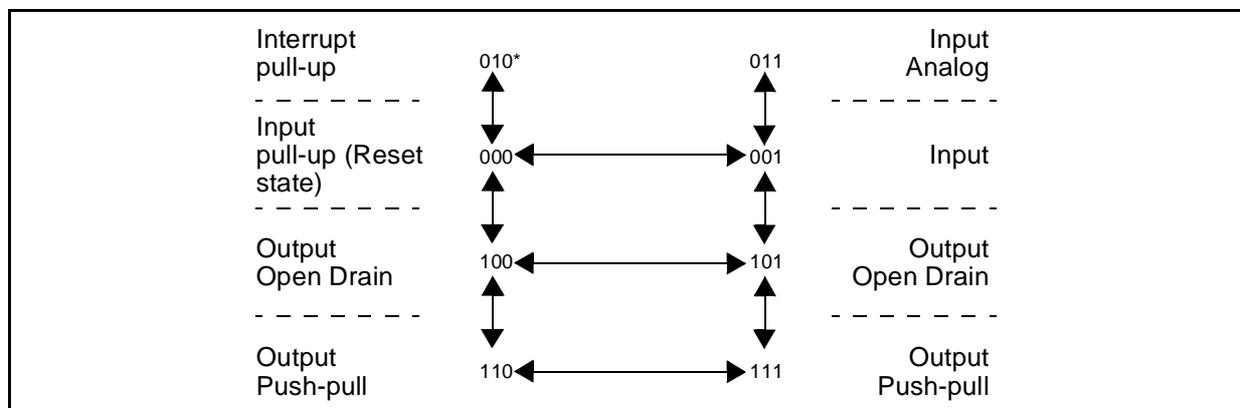 Interrupt
pull-up
010*
011
Input
Analog
Input
pull-up (Reset
state)
000
001
Input
Output
Open Drain
100
101
Output
Open Drain
Output
Push-pull
110
111
Output
Push-pull